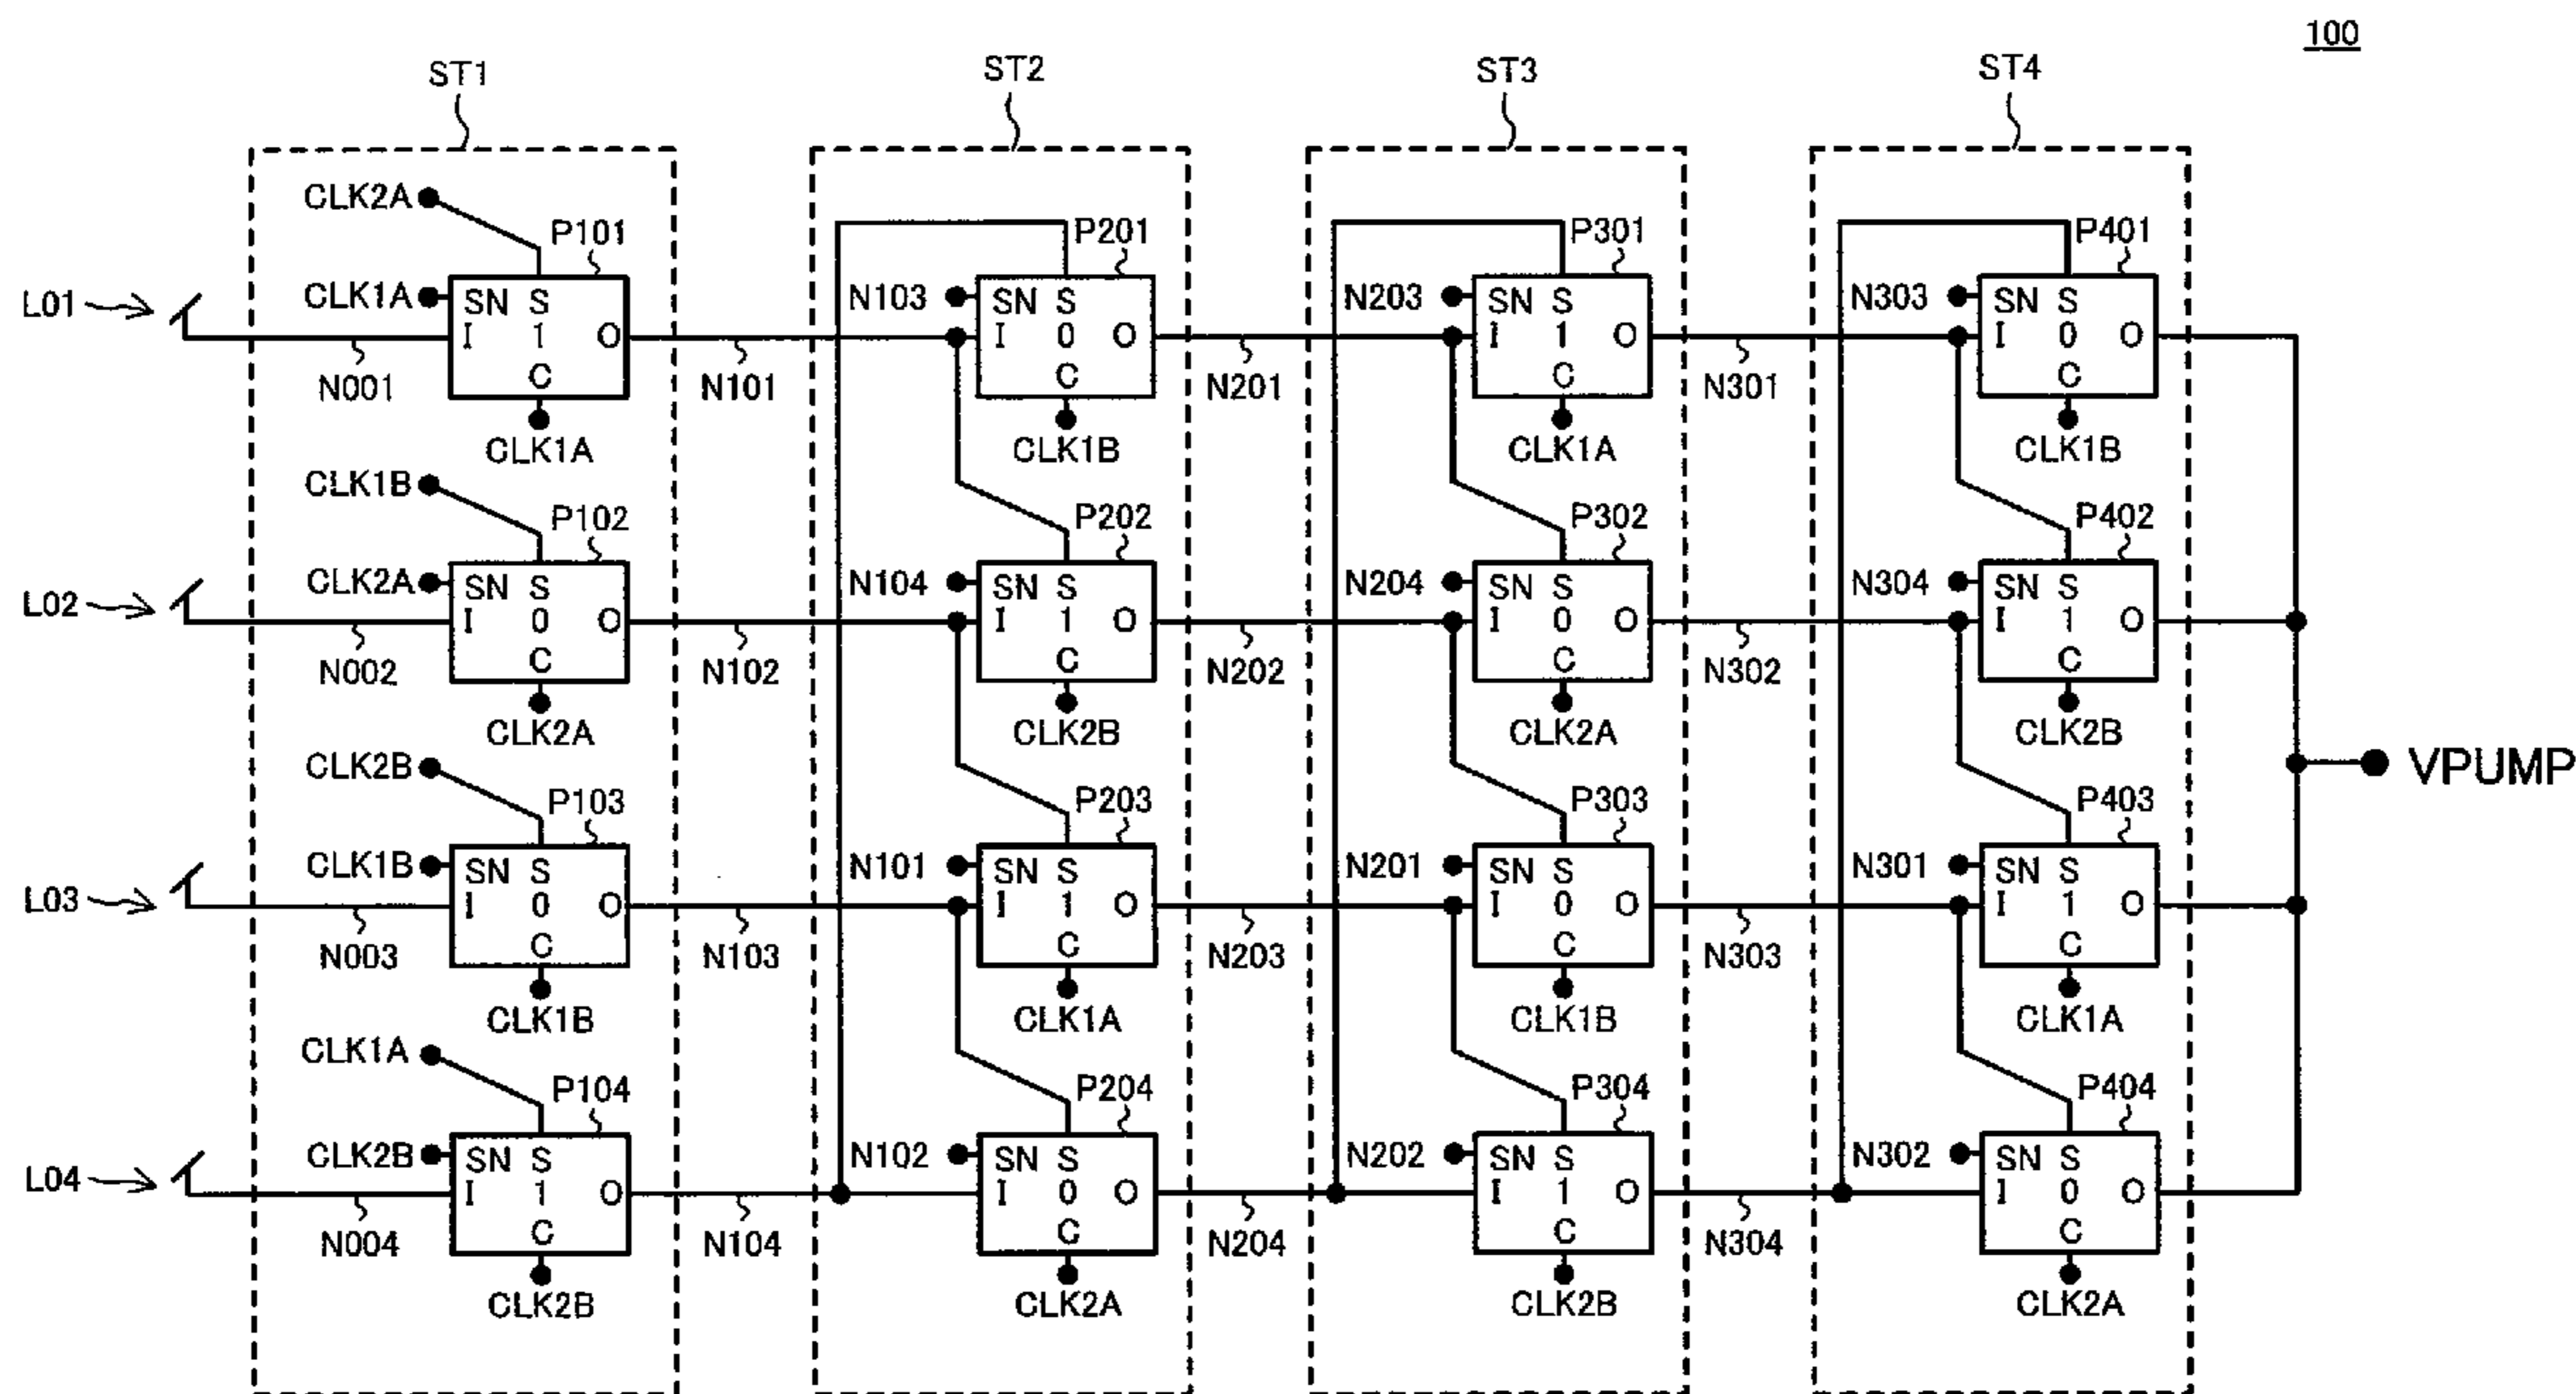 100
ST1 ST2 ST3 ST4
CLK2A
P101 P201 P301 P401
L01 CLK1A SN S N103 SN S N203 SN S N303 SN S
I 1 O I 0 O I 1 O I 0 O
C C C C
N001 N101 N201 N301
CLK1A CLK1B CLK1A CLK1B
CLK1B
P102 P202 P302 P402
L02 CLK2A SN S N104 SN S N204 SN S N304 SN S
I 0 O I 1 O I 0 O I 1 O
C C C C
N002 N102 N202 N302
CLK2A CLK2B CLK2A CLK2B
CLK2B VPUMP
P103 P203 P303 P403
L03 CLK1B SN S N101 SN S N201 SN S N301 SN S
I 0 O I 1 O I 0 O I 1 O
C C C C
N003 N103 N203 N303
CLK1B CLK1A CLK1B CLK1A
CLK1A
P104 P204 P304 P404
L04 CLK2B SN S N102 SN S N202 SN S N302 SN S
I 1 O I 0 O I 1 O I 0 O
C C C C
N004 N104 N204 N304
CLK2B CLK2A CLK2B CLK2A